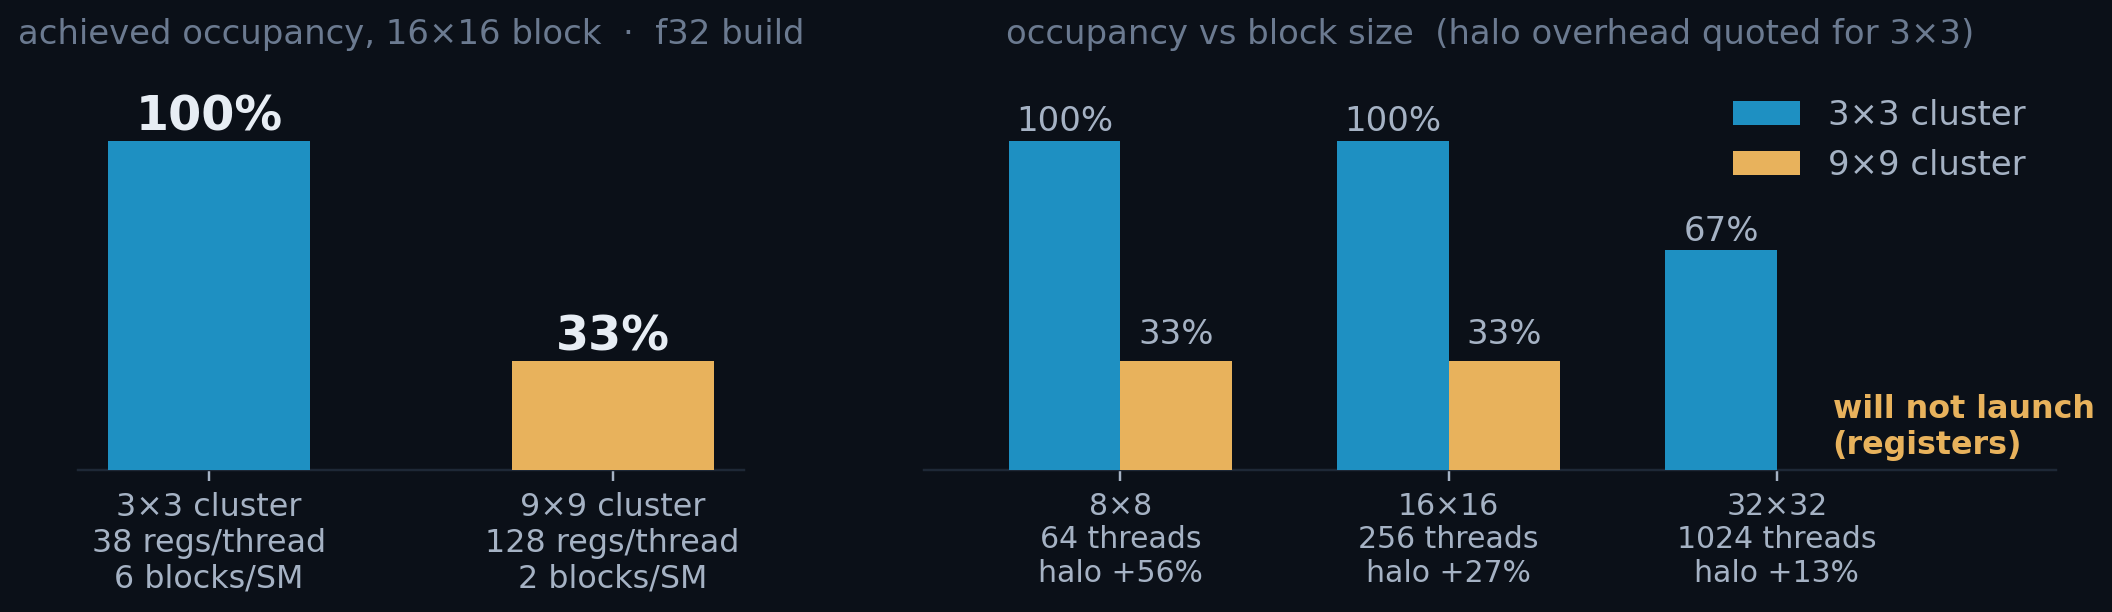 achieved occupancy, 16×16 block · f32 build
100%
33%
3×3 cluster
38 regs/thread
6 blocks/SM
9×9 cluster
128 regs/thread
2 blocks/SM
occupancy vs block size (halo overhead quoted for 3×3)
3×3 cluster
9×9 cluster
100%
33%
100%
33%
67%
will not launch
(registers)
8×8
64 threads
halo +56%
16×16
256 threads
halo +27%
32×32
1024 threads
halo +13%